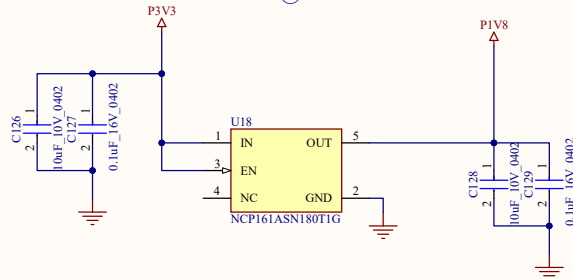 P3V3
P1V8
C126
1
2
10uF_10V_0402
C127
1
2
0.1uF_16V_0402
U18
1
IN
OUT
5
3
EN
4
NC
GND
2
NCP161ASN180T1G
C128
1
2
10uF_10V_0402
C129
1
2
0.1uF_16V_0402